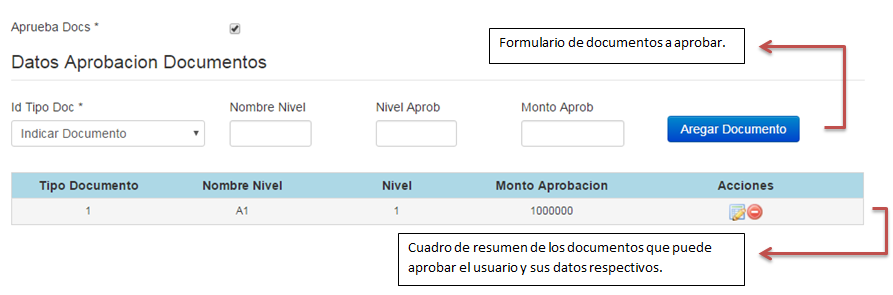 Aprueba Docs *
Formulario de documentos a aprobar.
Datos Aprobacion Documentos
Id Tipo Doc * Nombre Nivel Nivel Aprob Monto Aprob
Indicar Documento Aregar Documento
Tipo Documento Nombre Nivel Nivel Monto Aprobacion Acciones
1 A1 1 1000000
Cuadro de resumen de los documentos que puede
aprobar el usuario y sus datos respectivos.